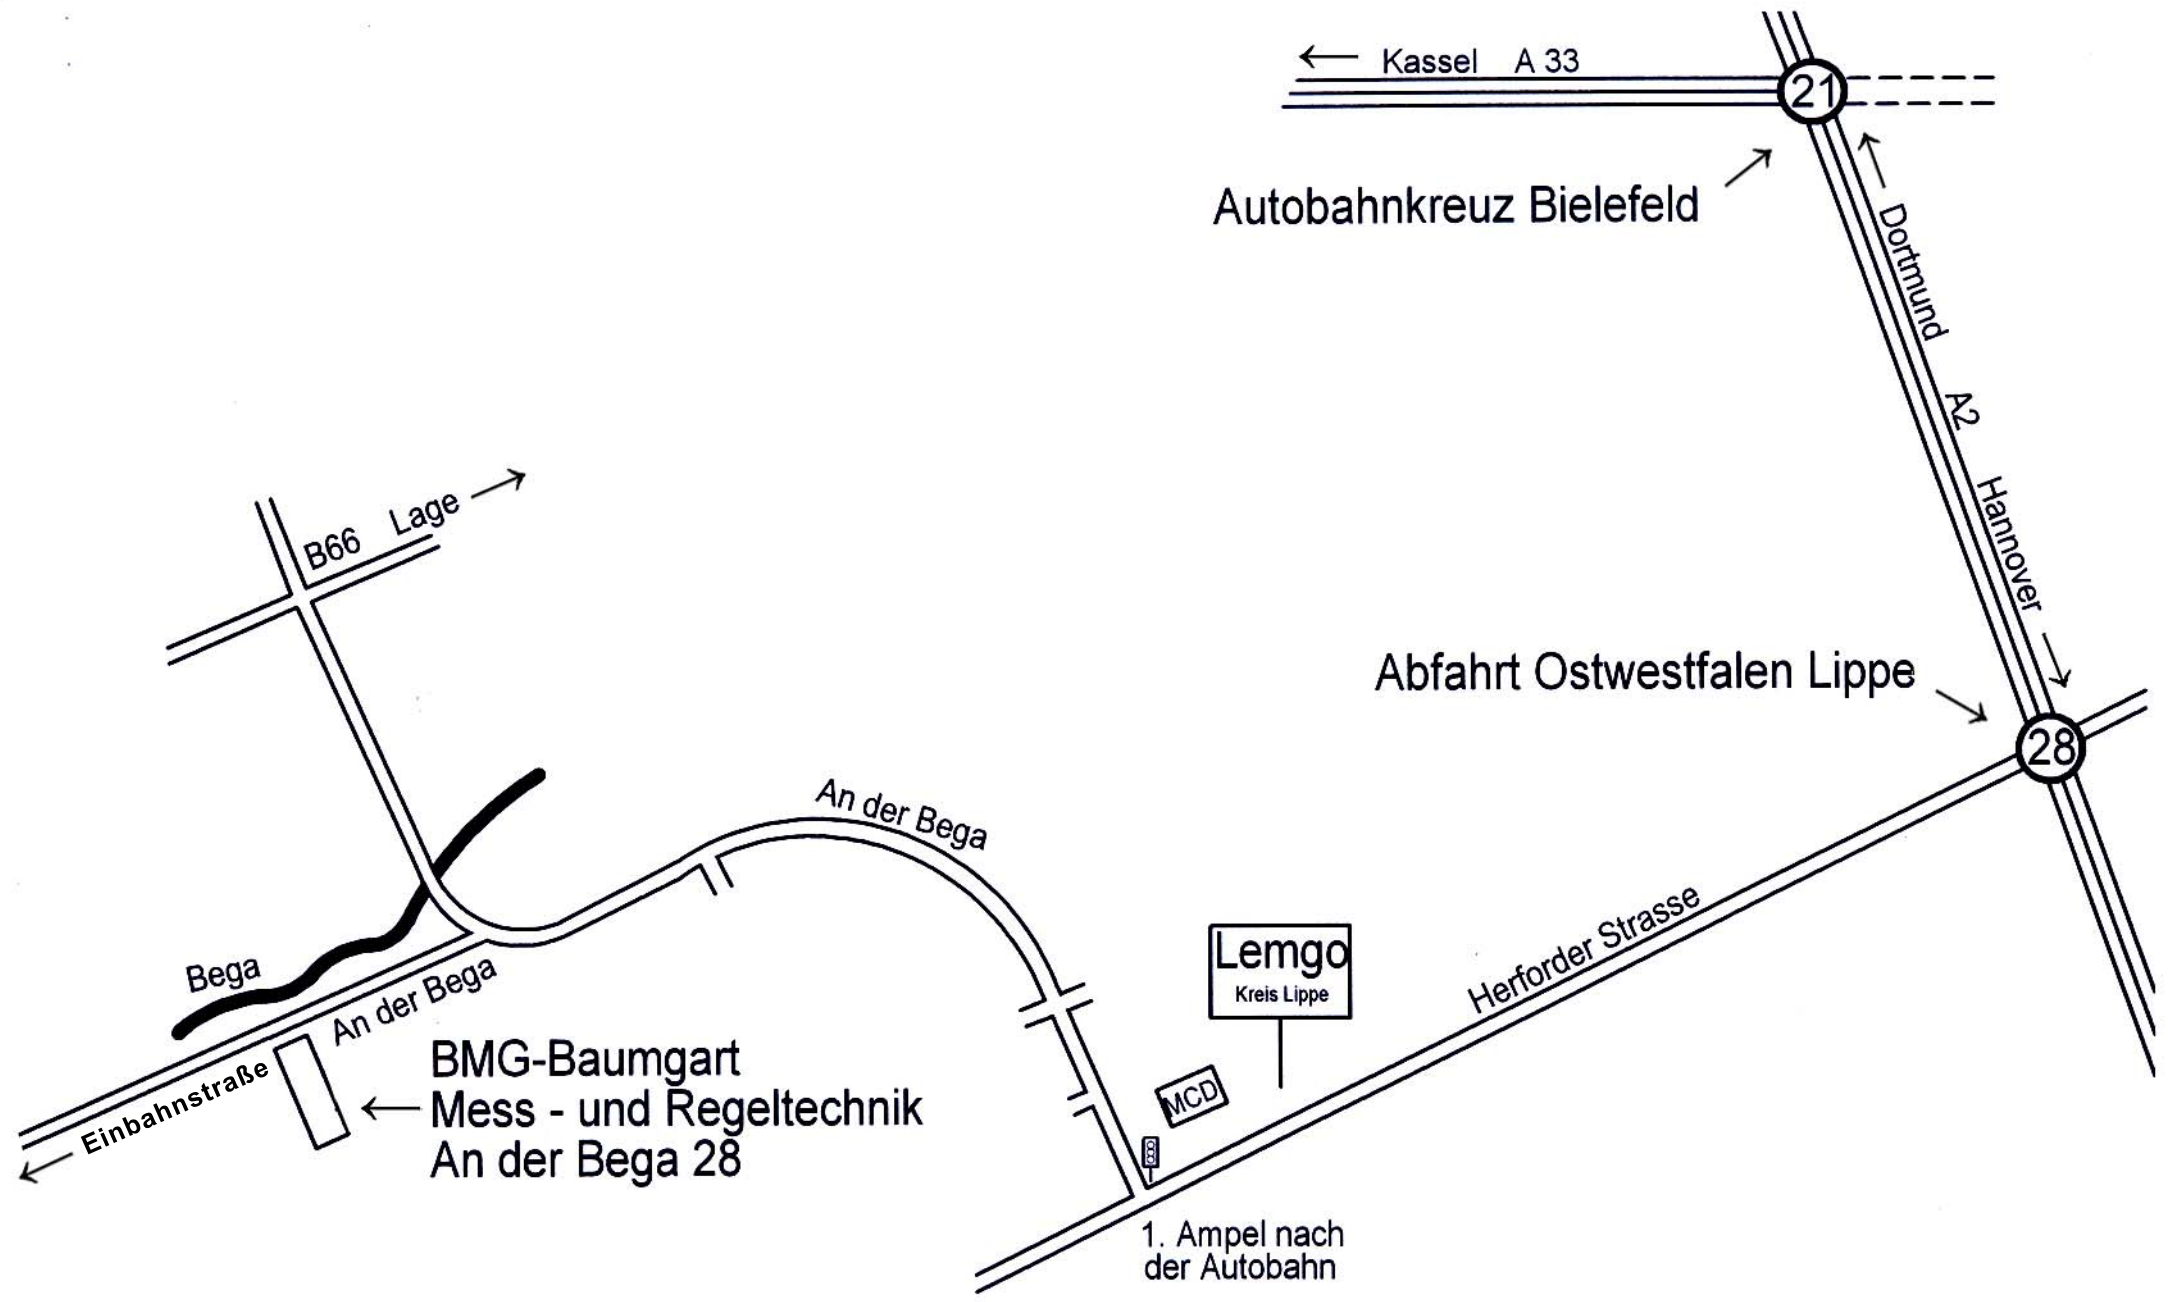 Kassel A 33
21
Autobahnkreuz Bielefeld
Dortmund A2 Hannover
B66 Lage
Abfahrt Ostwestfalen Lippe
28
An der Bega
Herforder Strasse
Lemgo
Kreis Lippe
Bega
An der Bega
Einbahnstraße
BMG-Baumgart
Mess - und Regeltechnik
An der Bega 28
MCD
1. Ampel nach
der Autobahn